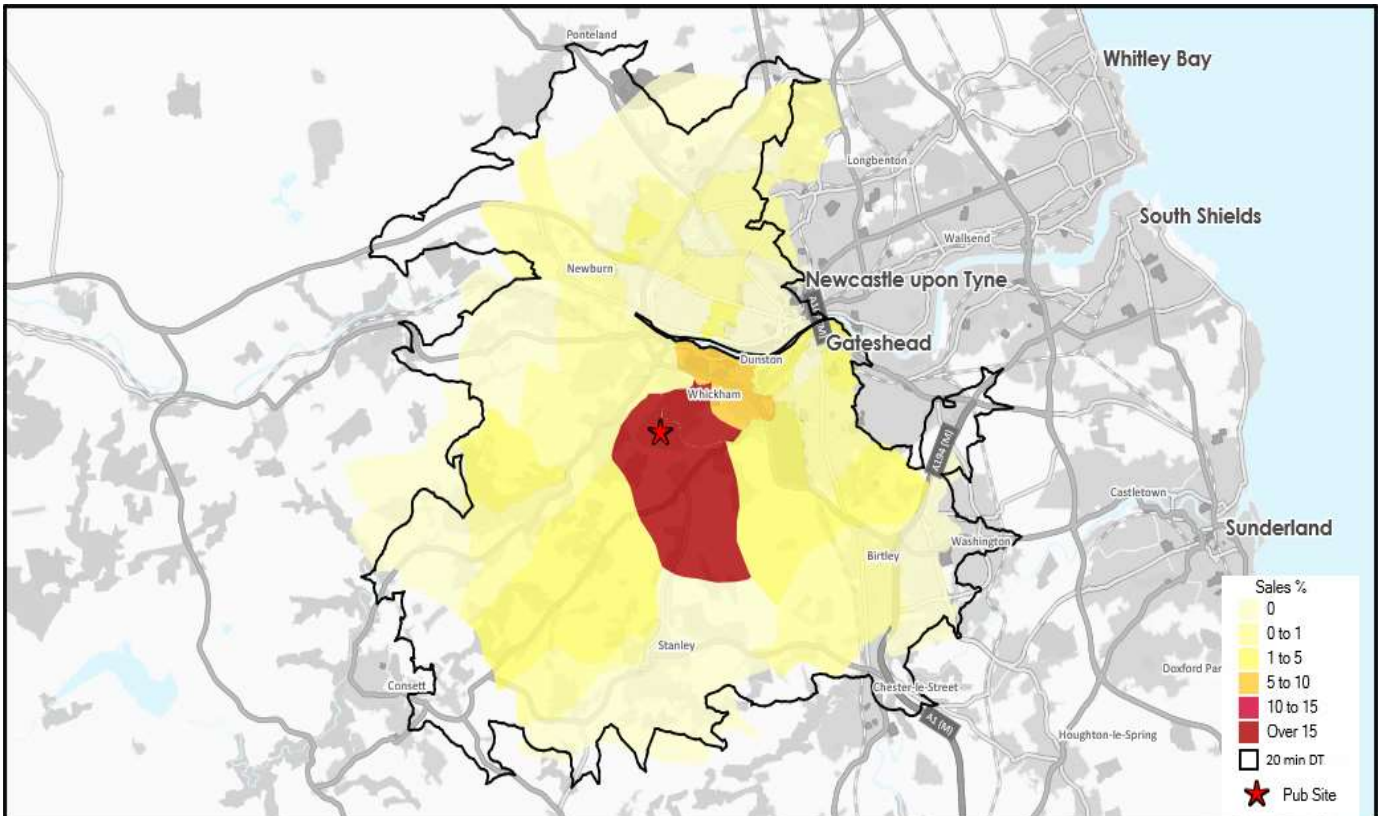 Ponteland
Whitley Bay
Longbenton
South Shields
Wallsend
Newburn
Newcastle upon Tyne
Gateshead
Dunston
Whickham
A194 (M)
Castletown
Sunderland
Washington
Birtley
Stanley
Consett
Chester-le-Street
A1 (M)
Houghton-le-Spring
Sales %
0
0 to 1
1 to 5
5 to 10
10 to 15
Over 15
20 min DT
Pub Site